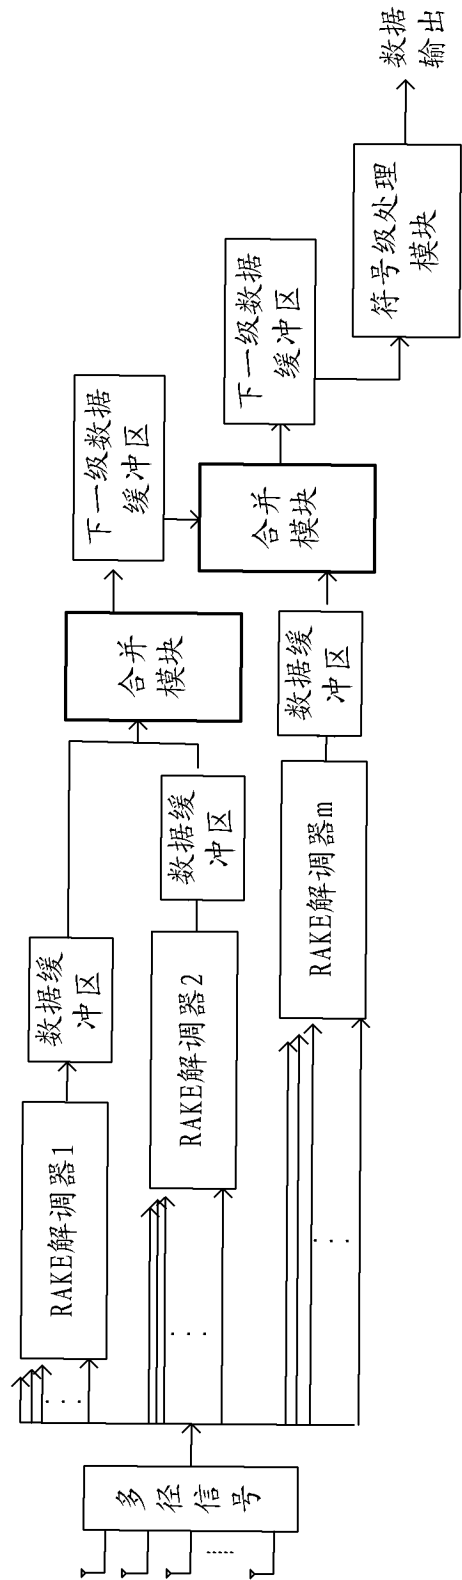 多径信号
RAKE解调器1
数据缓
冲区
RAKE解调器2
数据缓
冲区
RAKE解调器m
数据缓
冲区
合并
模块
下一级数据
缓冲区
合并
模块
下一级数据
缓冲区
符号级处理
模块
数据
输出